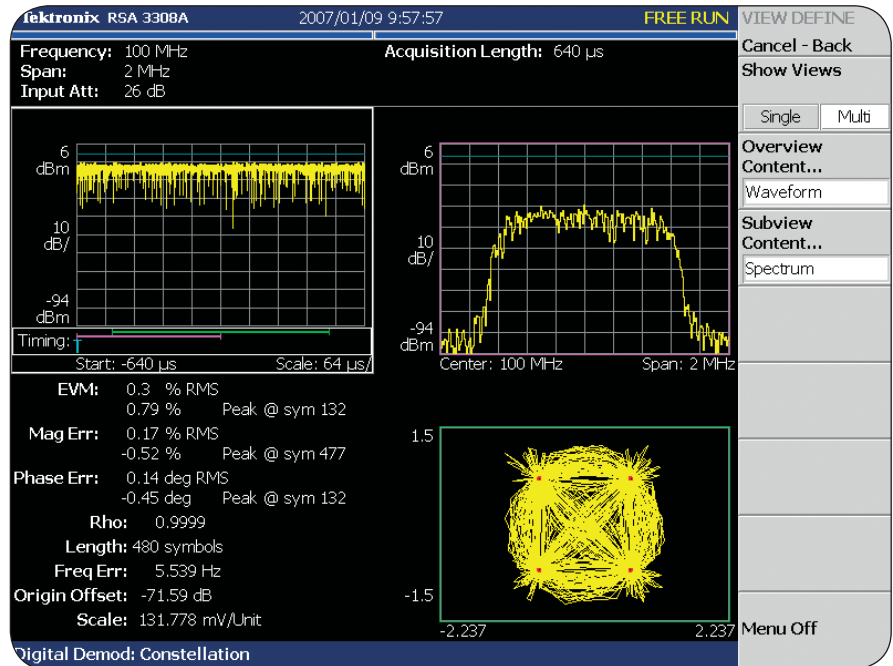 Tektronix RSA 3308A 2007/01/09 9:57:57 FREE RUN
VIEW DEFINE
Frequency: 100 MHz
Span: 2 MHz
Input Att: 26 dB
Acquisition Length: 640 µs
Cancel - Back
Show Views
Single Multi
Overview
Content...
Waveform
Subview
Content...
Spectrum
Menu Off
6
dBm
10
dB/
-94
dBm
Timing:
Start: -640 µs Scale: 64 µs/
6
dBm
10
dB/
-94
dBm
Center: 100 MHz Span: 2 MHz
EVM: 0.3 % RMS
0.79 % Peak @ sym 132
Mag Err: 0.17 % RMS
-0.52 % Peak @ sym 477
Phase Err: 0.14 deg RMS
-0.45 deg Peak @ sym 132
Rho: 0.9999
Length: 480 symbols
Freq Err: 5.539 Hz
Origin Offset: -71.59 dB
Scale: 131.778 mV/Unit
1.5
-1.5
-2.237 2.237
Digital Demod: Constellation